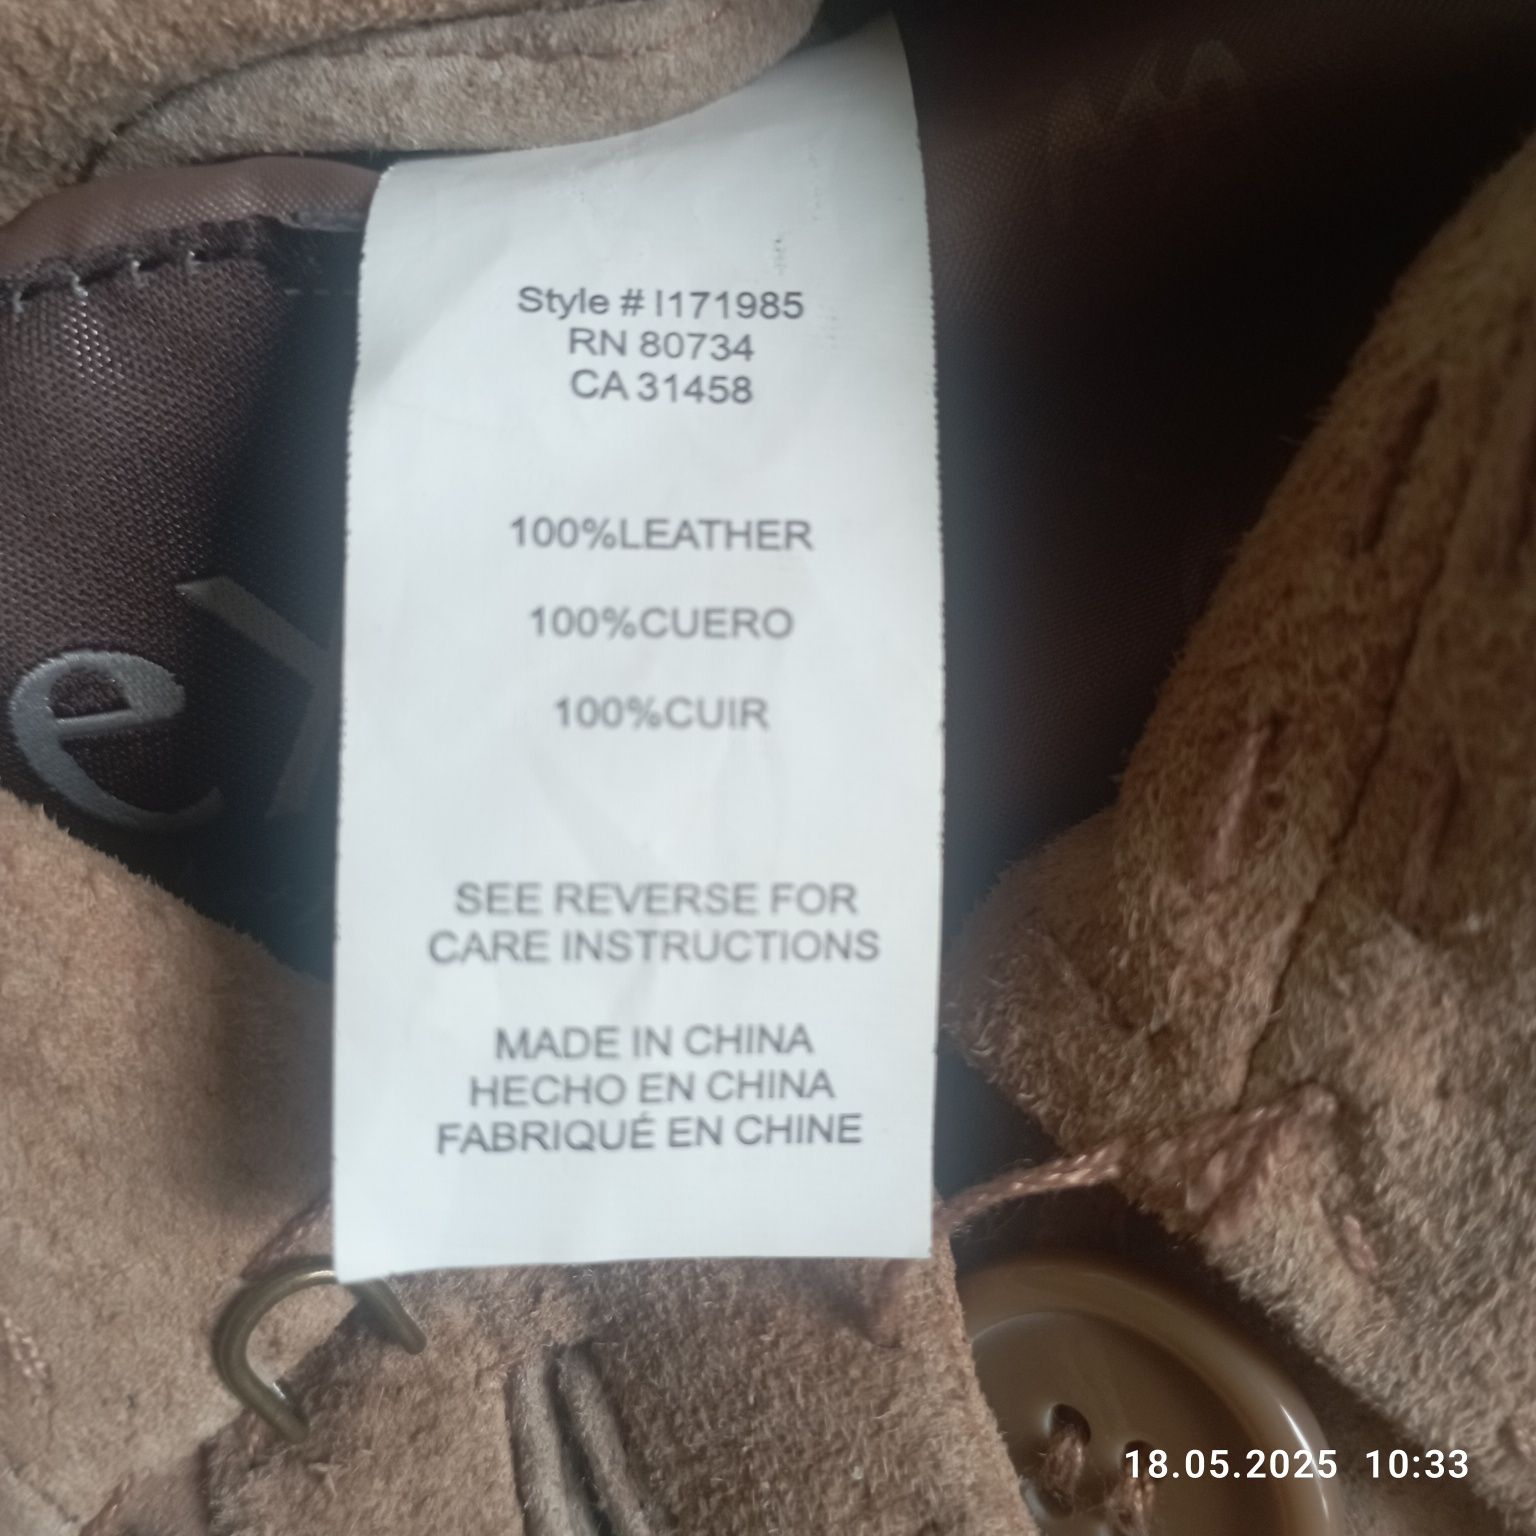 Style # I171985
RN 80734
CA 31458
100%LEATHER
100%CUERO
100%CUIR
SEE REVERSE FOR
CARE INSTRUCTIONS
MADE IN CHINA
HECHO EN CHINA
FABRIQUÉ EN CHINE
18.05.2025 10:33